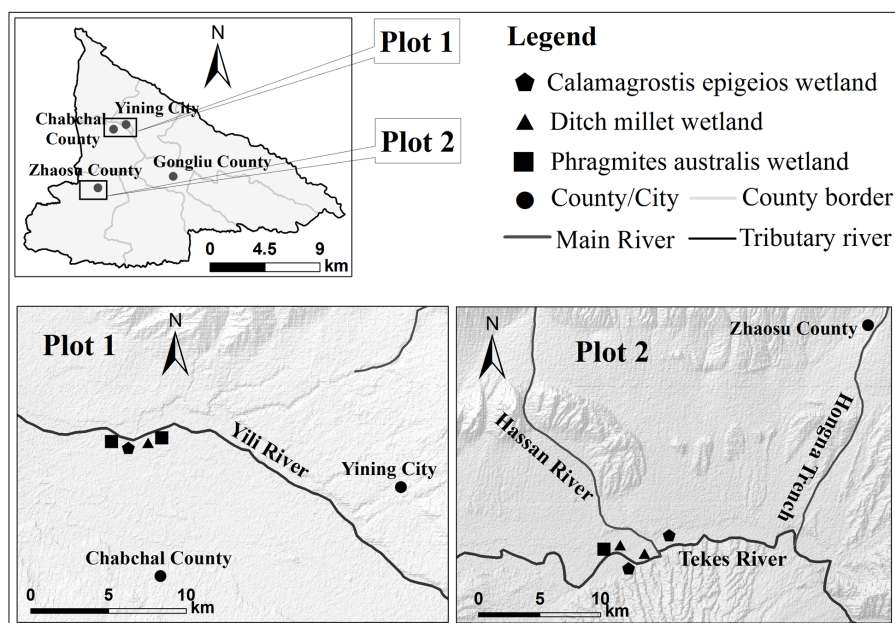 N
Plot 1
Plot 2
Yining City
Chabchal
County
Zhaosu County
Gongliu County
0 4.5 9
km
Legend
Calamagrostis epigeios wetland
Ditch millet wetland
Phragmites australis wetland
County/City
County border
Main River
Tributary river
Plot 1
N
Yili River
Yining City
Chabchal County
0 5 10
km
Plot 2
N
Zhaosu County
Hassan River
Hongna Trench
Tekes River
0 5 10
km